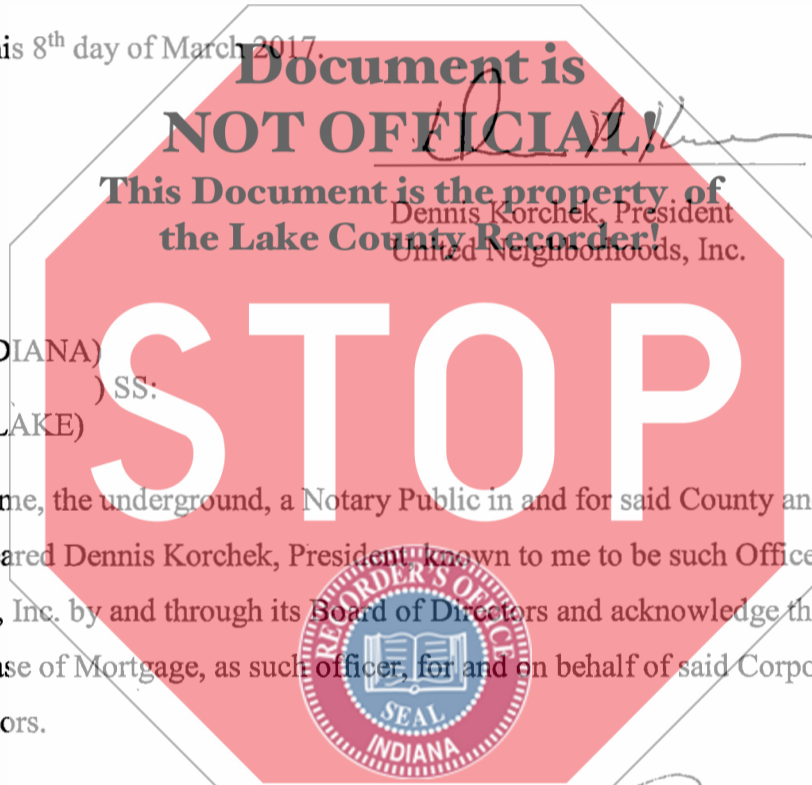 is 8th day of March 2017.
Document is
NOT OFFICIAL!
This Document is the property of
the Lake County Recorder!
Dennis Korchek, President
United Neighborhoods, Inc.
DIANA)
) SS:
LAKE)
STOP
me, the underground, a Notary Public in and for said County an
ared Dennis Korchek, President, known to me to be such Office
, Inc. by and through its Board of Directors and acknowledge th
se of Mortgage, as such officer, for and on behalf of said Corpo
ors.
RECORDER'S OFFICE
SEAL
INDIANA